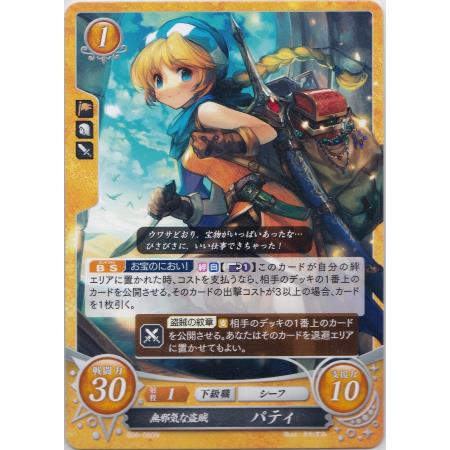 1
ウワサどおり、宝物がいっぱいあったな…
ひさびさに、いい仕事できちゃった！
BS お宝のにおい！ 絆 自 【1】このカードが自分の絆
エリアに置かれた時、コストを支払うなら、相手のデッキの1番上のカー
ドを公開させる。そのカードの出撃コストが3以上の場合、カード
を1枚引く。
盗賊の紋章 相手のデッキの1番上のカード
を公開させる。あなたはそのカードを退避エリア
に置かせてもよい。
戦闘力 30
射程 1
下級職
シーフ
支援力 10
無邪気な盗賊
パティ